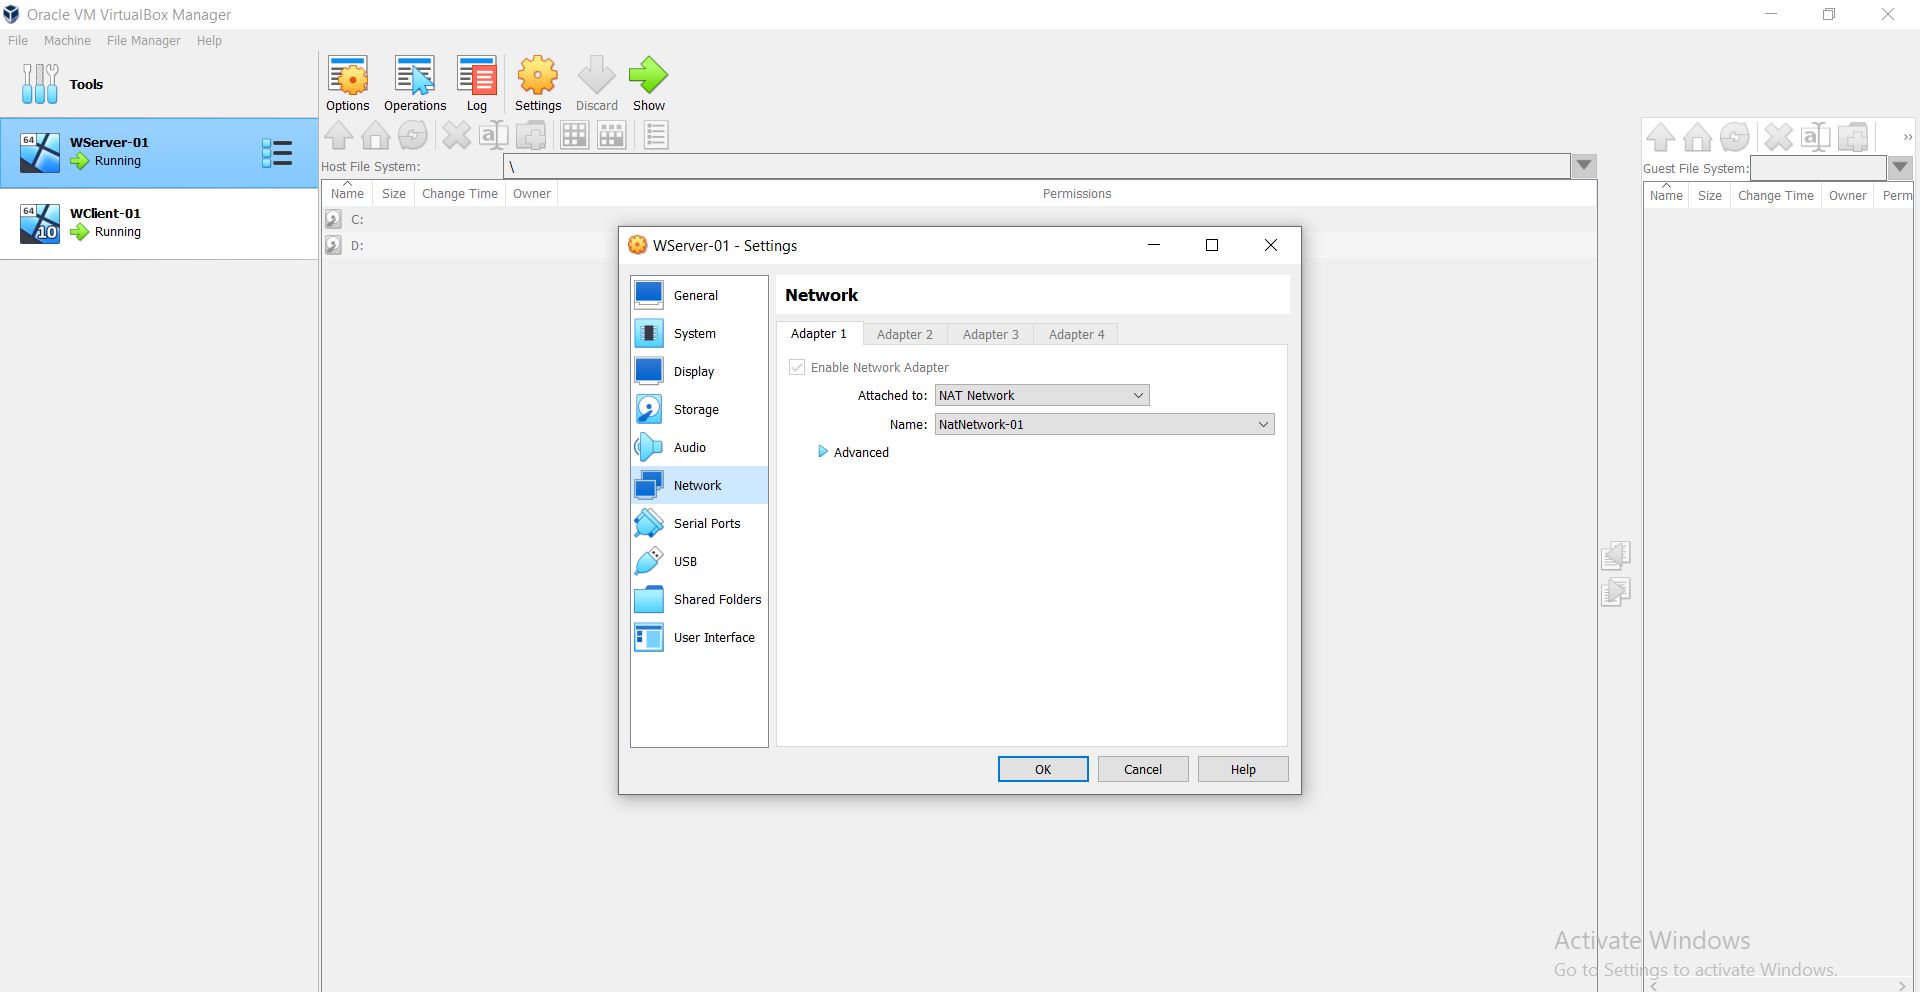 Oracle VM VirtualBox Manager
File Machine File Manager Help
Tools
Options Operations Log Settings Discard Show
64 WServer-01
Running
64 10 WClient-01
Running
Host File System: \
Name Size Change Time Owner Permissions
C:
D:
»
Guest File System:
Name Size Change Time Owner Perm
WServer-01 - Settings
General
System
Display
Storage
Audio
Network
Serial Ports
USB
Shared Folders
User Interface
Network
Adapter 1 Adapter 2 Adapter 3 Adapter 4
Enable Network Adapter
Attached to: NAT Network
Name: NatNetwork-01
Advanced
OK Cancel Help
Activate Windows
Go to Settings to activate Windows.